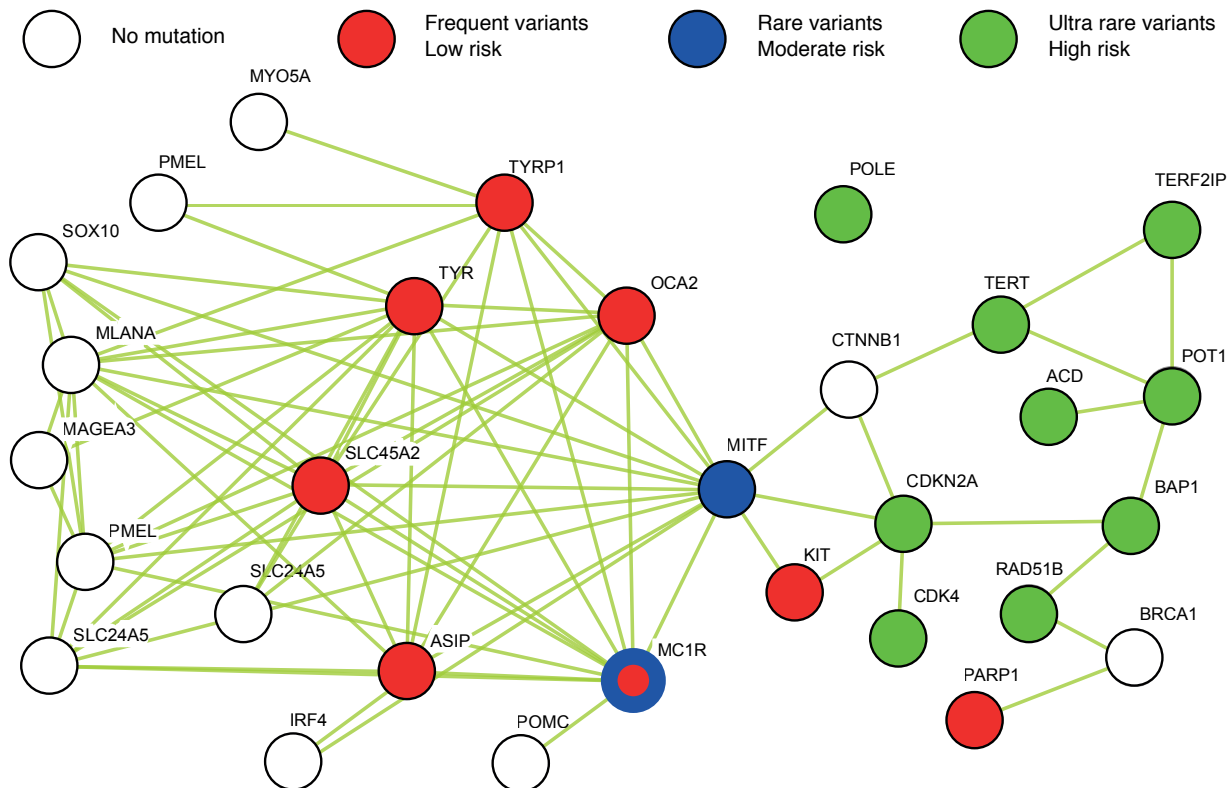 No mutation
Frequent variants
Low risk
Rare variants
Moderate risk
Ultra rare variants
High risk
MYO5A
PMEL
TYRP1
POLE
TERF2IP
SOX10
TYR
OCA2
TERT
MLANA
CTNNB1
POT1
ACD
MAGEA3
SLC45A2
MITF
CDKN2A
BAP1
PMEL
KIT
SLC24A5
RAD51B
CDK4
BRCA1
SLC24A5
ASIP
MC1R
PARP1
IRF4
POMC